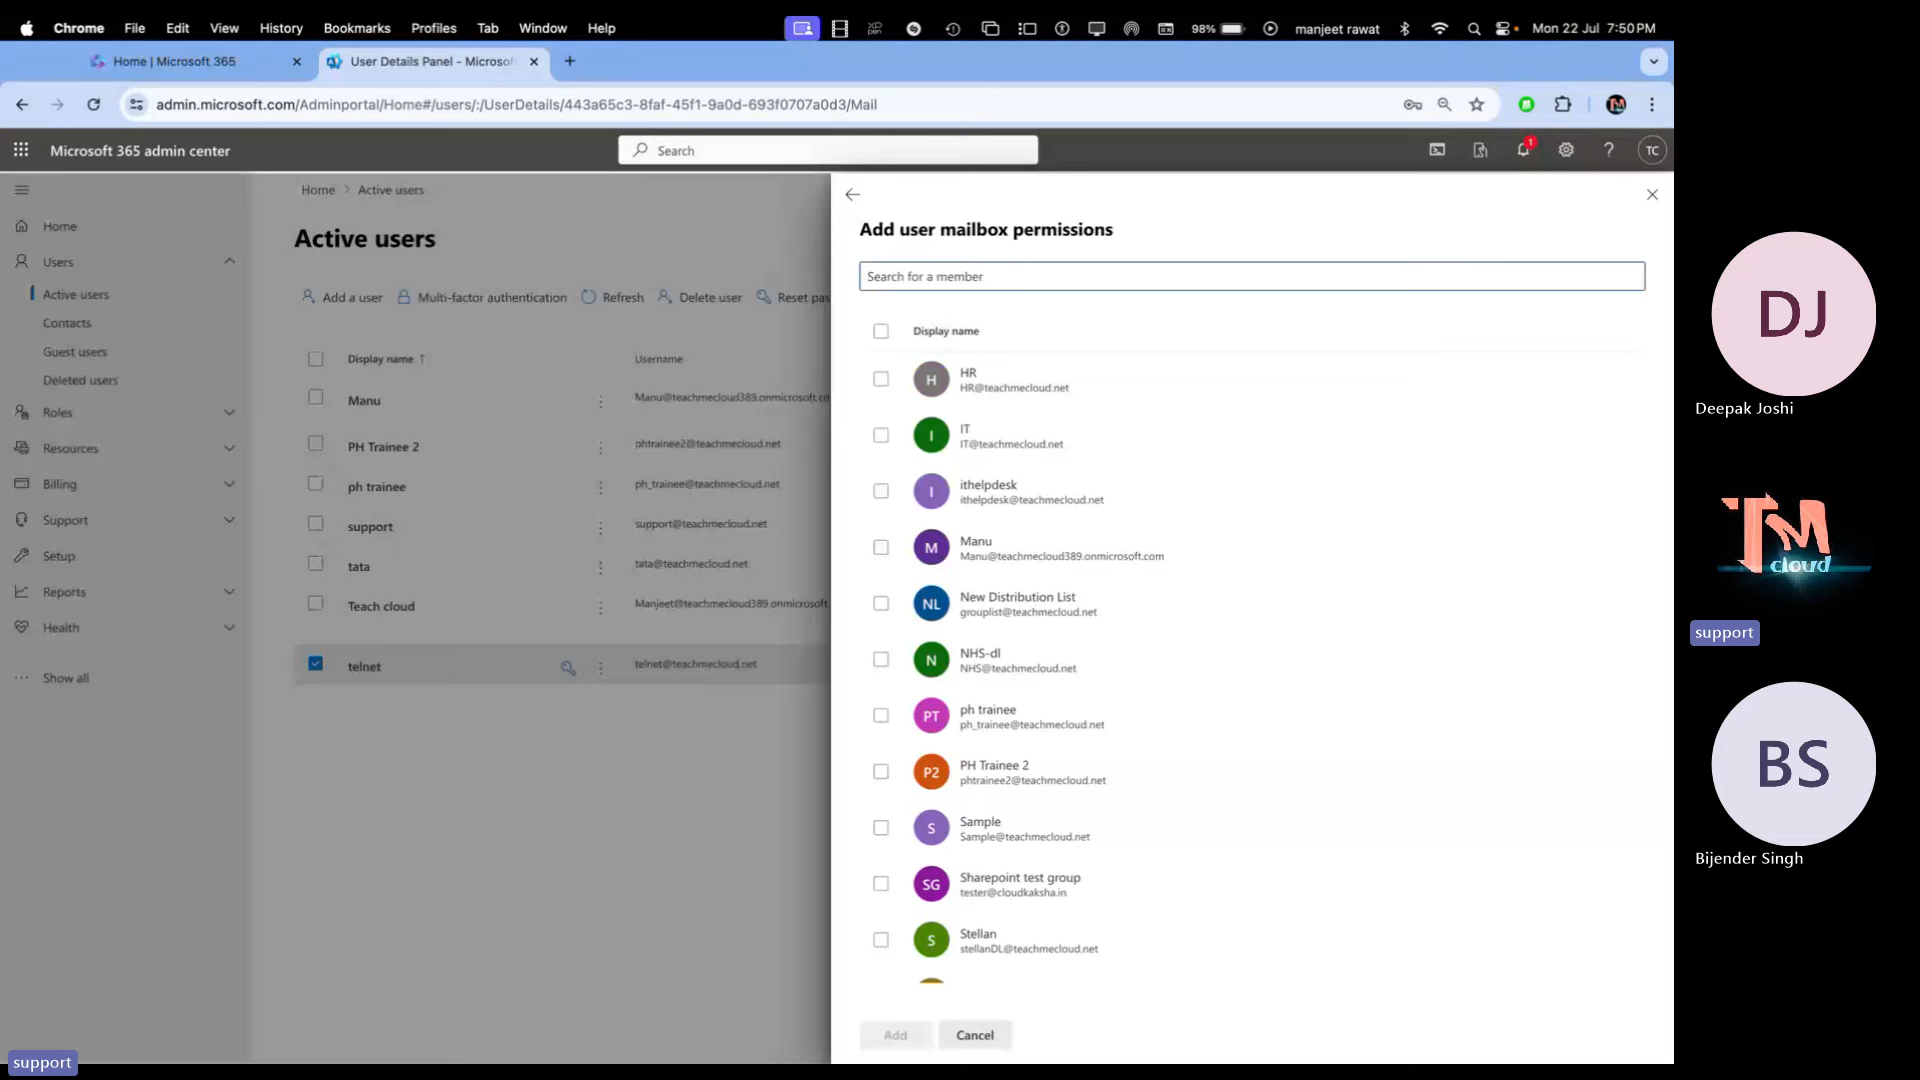 Chrome File Edit View History Bookmarks Profiles Tab Window Help 98% manjeet rawat Mon 22 Jul 7:50 PM
Home | Microsoft 365
User Details Panel - Microsof
admin.microsoft.com/Adminportal/Home#/users/:/UserDetails/443a65c3-8faf-45f1-9a0d-693f0707a0d3/Mail
Microsoft 365 admin center
Search
1
TC
Home
Users
Active users
Contacts
Guest users
Deleted users
Roles
Resources
Billing
Support
Setup
Reports
Health
Show all
Home > Active users
Active users
Add a user
Multi-factor authentication
Refresh
Delete user
Reset pas
Display name ↑
Username
Manu
Manu@teachmecloud389.onmicrosoft.co
PH Trainee 2
phtrainee2@teachmecloud.net
ph trainee
ph_trainee@teachmecloud.net
support
support@teachmecloud.net
tata
tata@teachmecloud.net
Teach cloud
Manjeet@teachmecloud389.onmicrosoft
telnet
telnet@teachmecloud.net
Add user mailbox permissions
Search for a member
Display name
H
HR
HR@teachmecloud.net
I
IT
IT@teachmecloud.net
I
ithelpdesk
ithelpdesk@teachmecloud.net
M
Manu
Manu@teachmecloud389.onmicrosoft.com
NL
New Distribution List
grouplist@teachmecloud.net
N
NHS-dl
NHS@teachmecloud.net
PT
ph trainee
ph_trainee@teachmecloud.net
P2
PH Trainee 2
phtrainee2@teachmecloud.net
S
Sample
Sample@teachmecloud.net
SG
Sharepoint test group
tester@cloudkaksha.in
S
Stellan
stellanDL@teachmecloud.net
Add
Cancel
DJ
Deepak Joshi
TM
cloud
support
BS
Bijender Singh
support